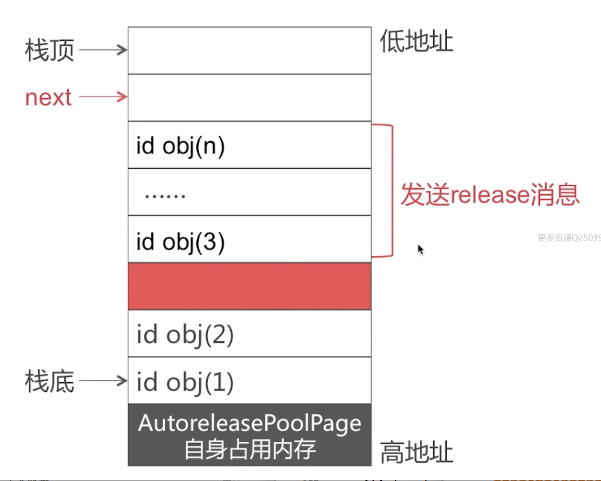 栈顶
低地址
next
id obj(n)
……
发送release消息
id obj(3)
更多资源Q25039
id obj(2)
栈底
id obj(1)
AutoreleasePoolPage
自身占用内存
高地址